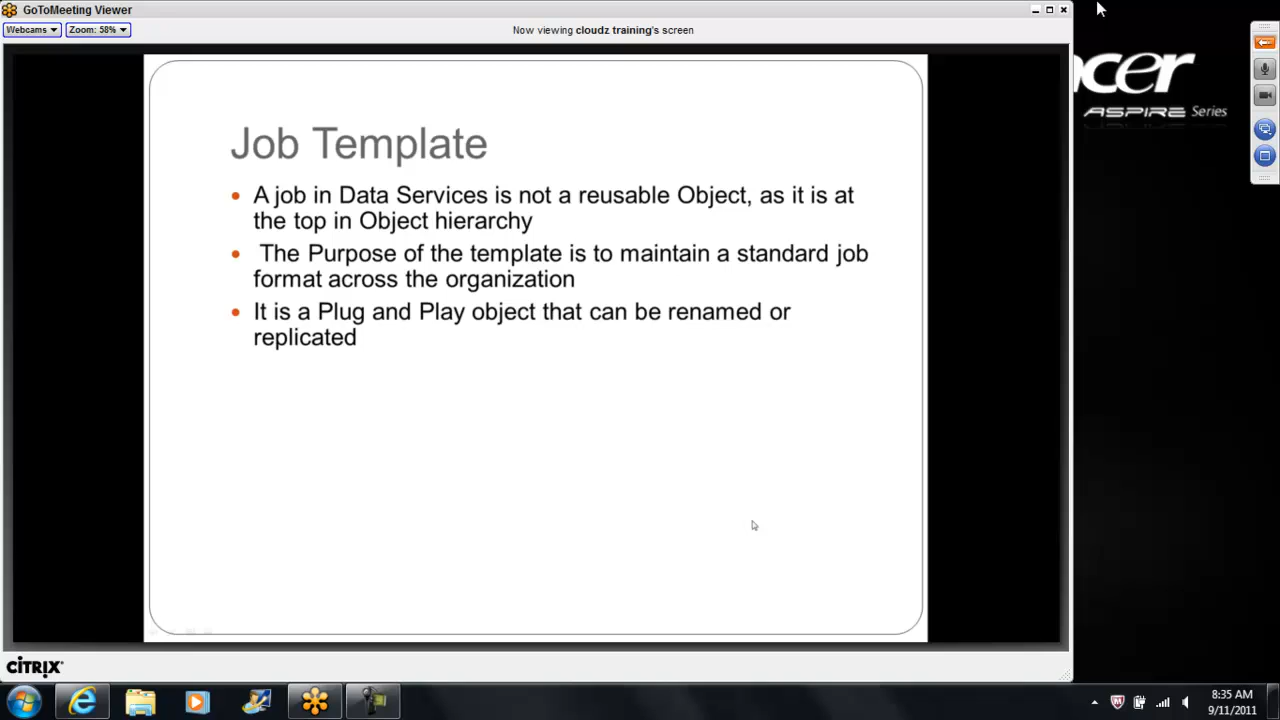 GoToMeeting Viewer
Webcams
Zoom: 58%
Now viewing cloudz training's screen
cer
ASPIRE Series
Job Template
A job in Data Services is not a reusable Object, as it is at
the top in Object hierarchy
The Purpose of the template is to maintain a standard job
format across the organization
It is a Plug and Play object that can be renamed or
replicated
CİTRIX
8:35 AM
9/11/2011